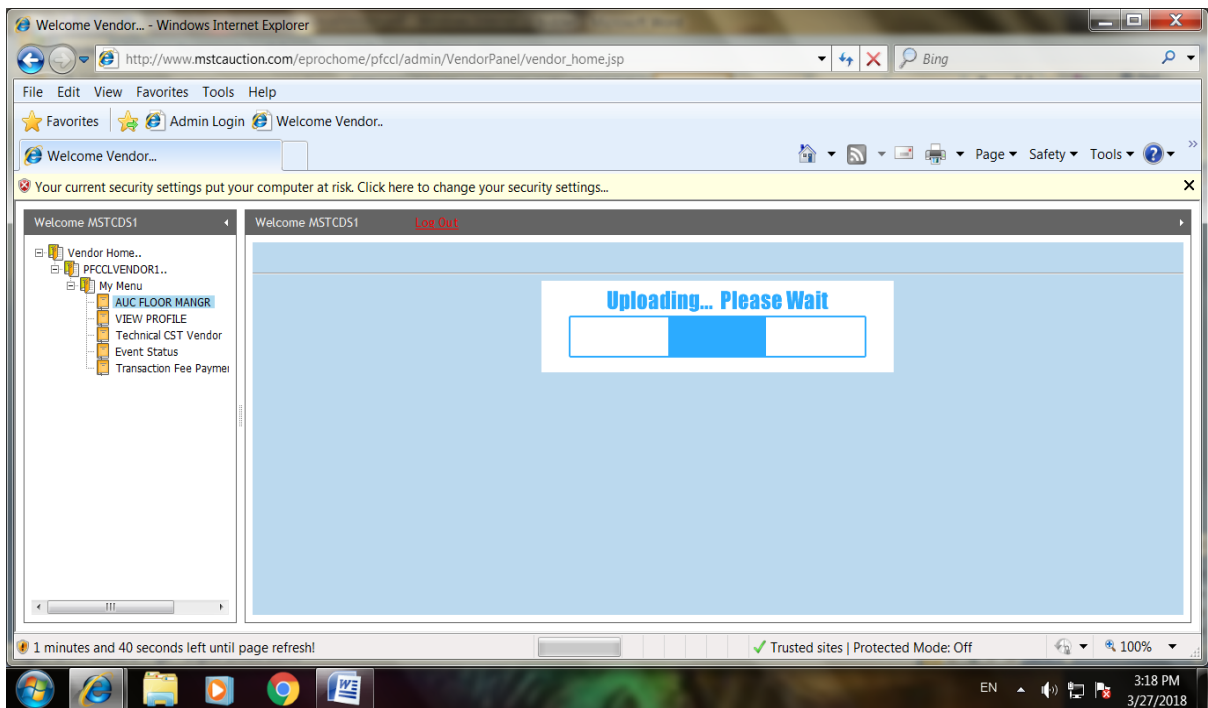 Welcome Vendor... - Windows Internet Explorer
http://www.mstcauction.com/eprochome/pfccl/admin/VendorPanel/vendor_home.jsp
Bing
File Edit View Favorites Tools Help
Favorites Admin Login Welcome Vendor..
Welcome Vendor...
Page Safety Tools
Your current security settings put your computer at risk. Click here to change your security settings...
Welcome MSTCDS1
Welcome MSTCDS1 Log Out
Vendor Home..
PFCCLVENDOR1..
My Menu
AUC FLOOR MANGR
VIEW PROFILE
Technical CST Vendor
Event Status
Transaction Fee Paymen
Uploading... Please Wait
1 minutes and 40 seconds left until page refresh!
Trusted sites | Protected Mode: Off
100%
EN
3:18 PM
3/27/2018